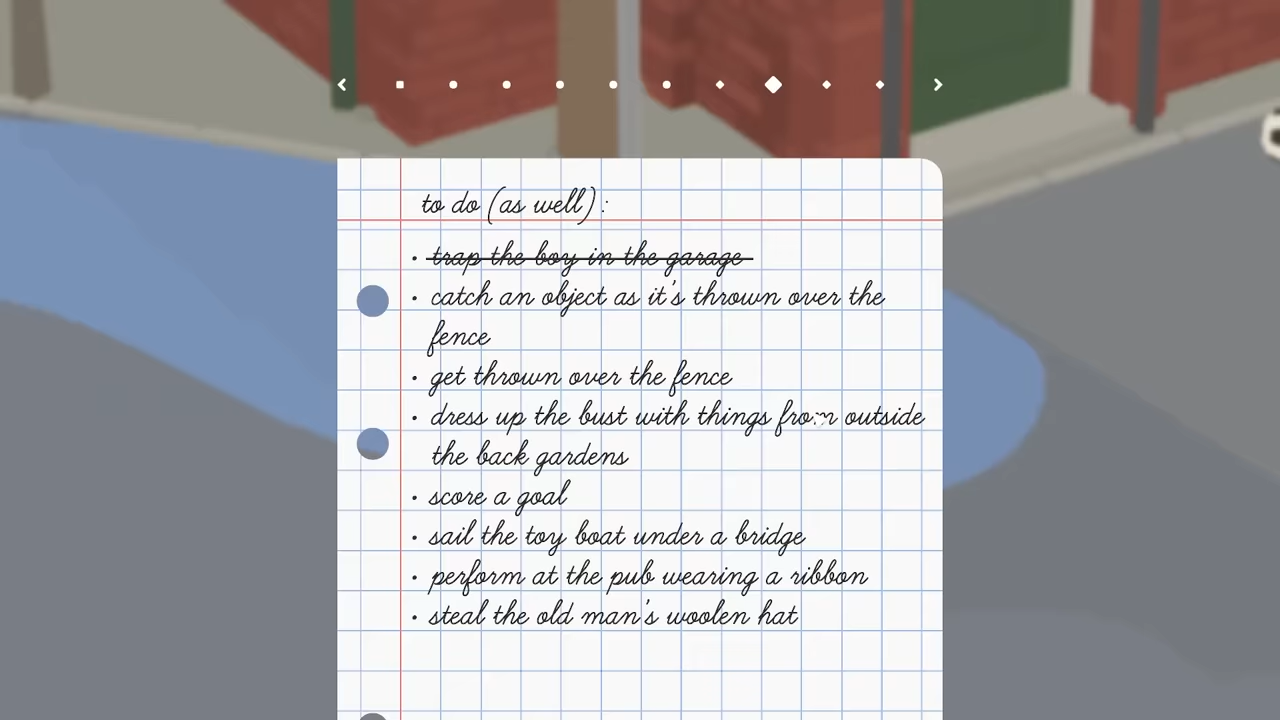 to do (as well):
• trap the boy in the garage
• catch an object as it's thrown over the
fence
• get thrown over the fence
• dress up the bust with things from outside
the back gardens
• score a goal
• sail the toy boat under a bridge
• perform at the pub wearing a ribbon
• steal the old man's woolen hat